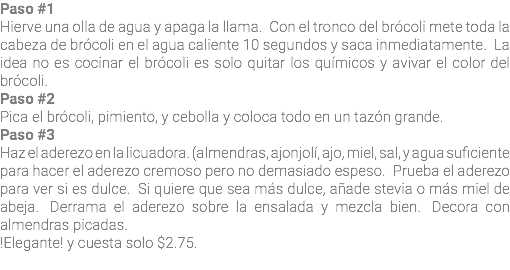 Paso #1
Hierve una olla de agua y apaga la llama. Con el tronco del brócoli mete toda la
cabeza de brócoli en el agua caliente 10 segundos y saca inmediatamente. La
idea no es cocinar el brócoli es solo quitar los químicos y avivar el color del
brócoli.
Paso #2
Pica el brócoli, pimiento, y cebolla y coloca todo en un tazón grande.
Paso #3
Haz el aderezo en la licuadora. (almendras, ajonjolí, ajo, miel, sal, y agua suficiente
para hacer el aderezo cremoso pero no demasiado espeso. Prueba el aderezo
para ver si es dulce. Si quiere que sea más dulce, añade stevia o más miel de
abeja. Derrama el aderezo sobre la ensalada y mezcla bien. Decora con
almendras picadas.
!Elegante! y cuesta solo $2.75.